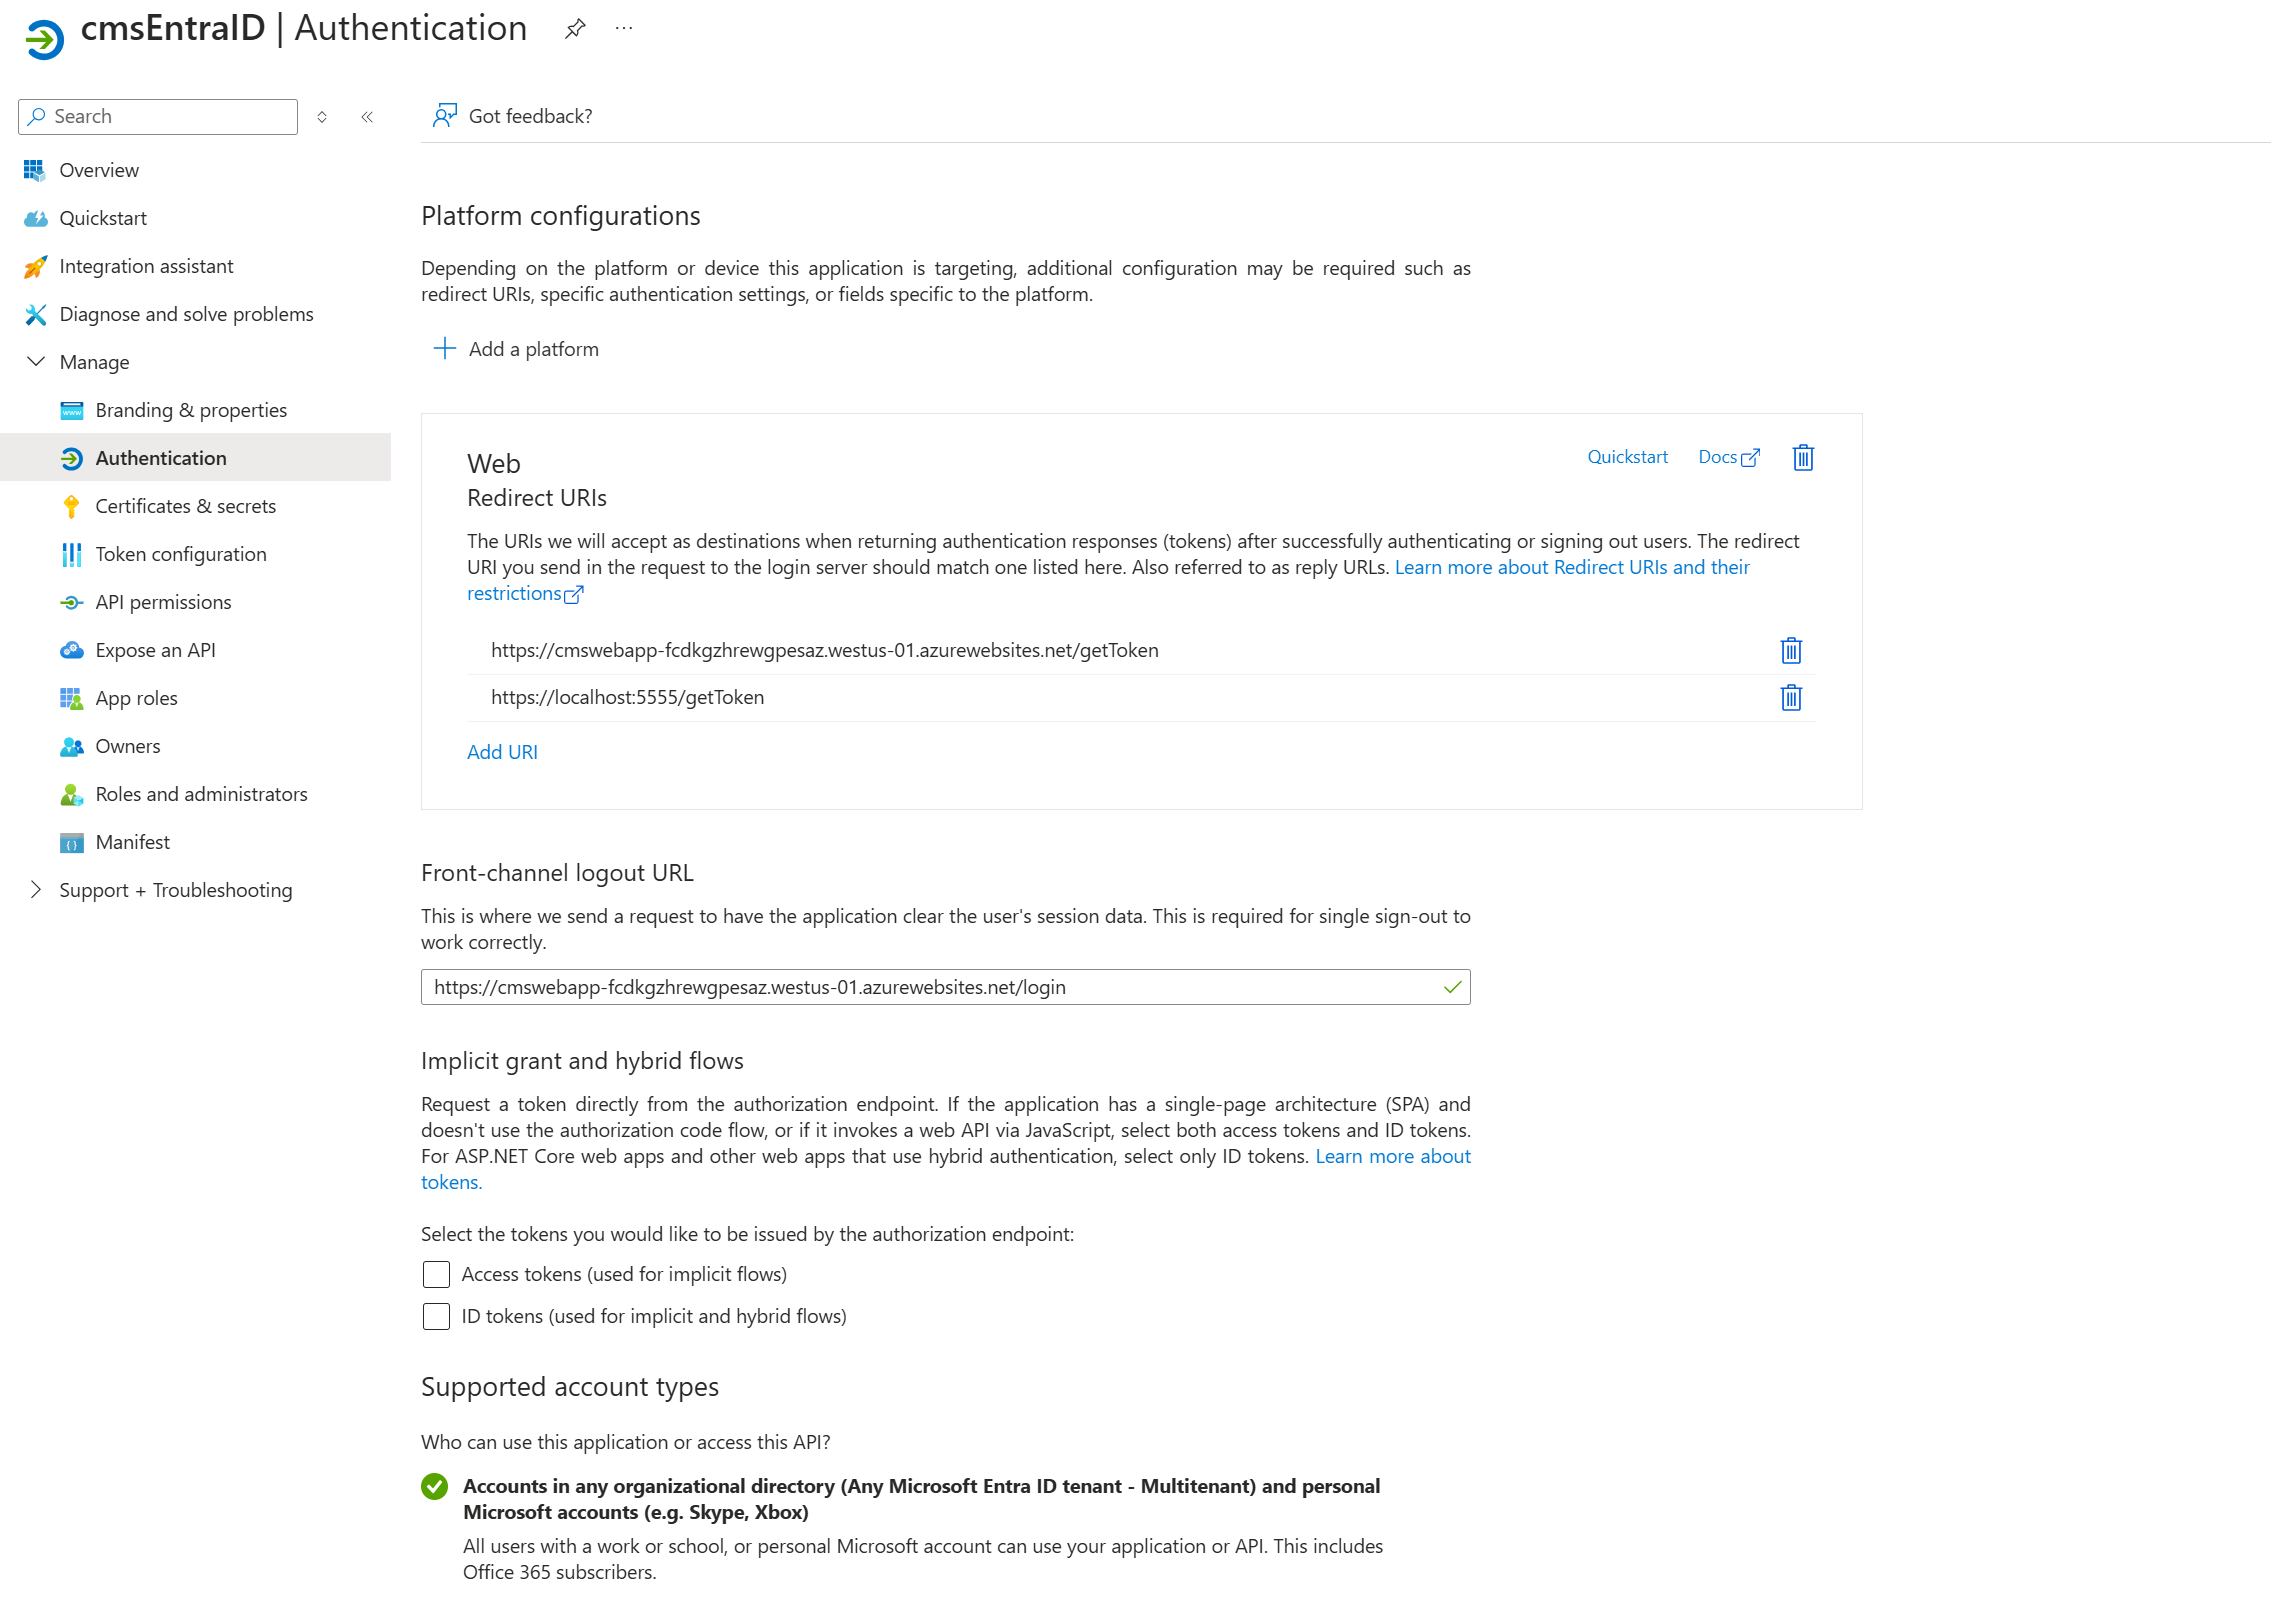 cmsEntraID | Authentication
Search
Got feedback?
Overview
Quickstart
Integration assistant
Diagnose and solve problems
Manage
Branding & properties
Authentication
Certificates & secrets
Token configuration
API permissions
Expose an API
App roles
Owners
Roles and administrators
Manifest
Support + Troubleshooting
Platform configurations
Depending on the platform or device this application is targeting, additional configuration may be required such as
redirect URIs, specific authentication settings, or fields specific to the platform.
Add a platform
Web
Quickstart
Docs
Redirect URIs
The URIs we will accept as destinations when returning authentication responses (tokens) after successfully authenticating or signing out users. The redirect
URI you send in the request to the login server should match one listed here. Also referred to as reply URLs. Learn more about Redirect URIs and their
restrictions
https://cmswebapp-fcdkgzhrewgpesaz.westus-01.azurewebsites.net/getToken
https://localhost:5555/getToken
Add URI
Front-channel logout URL
This is where we send a request to have the application clear the user's session data. This is required for single sign-out to
work correctly.
https://cmswebapp-fcdkgzhrewgpesaz.westus-01.azurewebsites.net/login
Implicit grant and hybrid flows
Request a token directly from the authorization endpoint. If the application has a single-page architecture (SPA) and
doesn't use the authorization code flow, or if it invokes a web API via JavaScript, select both access tokens and ID tokens.
For ASP.NET Core web apps and other web apps that use hybrid authentication, select only ID tokens. Learn more about
tokens.
Select the tokens you would like to be issued by the authorization endpoint:
Access tokens (used for implicit flows)
ID tokens (used for implicit and hybrid flows)
Supported account types
Who can use this application or access this API?
Accounts in any organizational directory (Any Microsoft Entra ID tenant - Multitenant) and personal
Microsoft accounts (e.g. Skype, Xbox)
All users with a work or school, or personal Microsoft account can use your application or API. This includes
Office 365 subscribers.